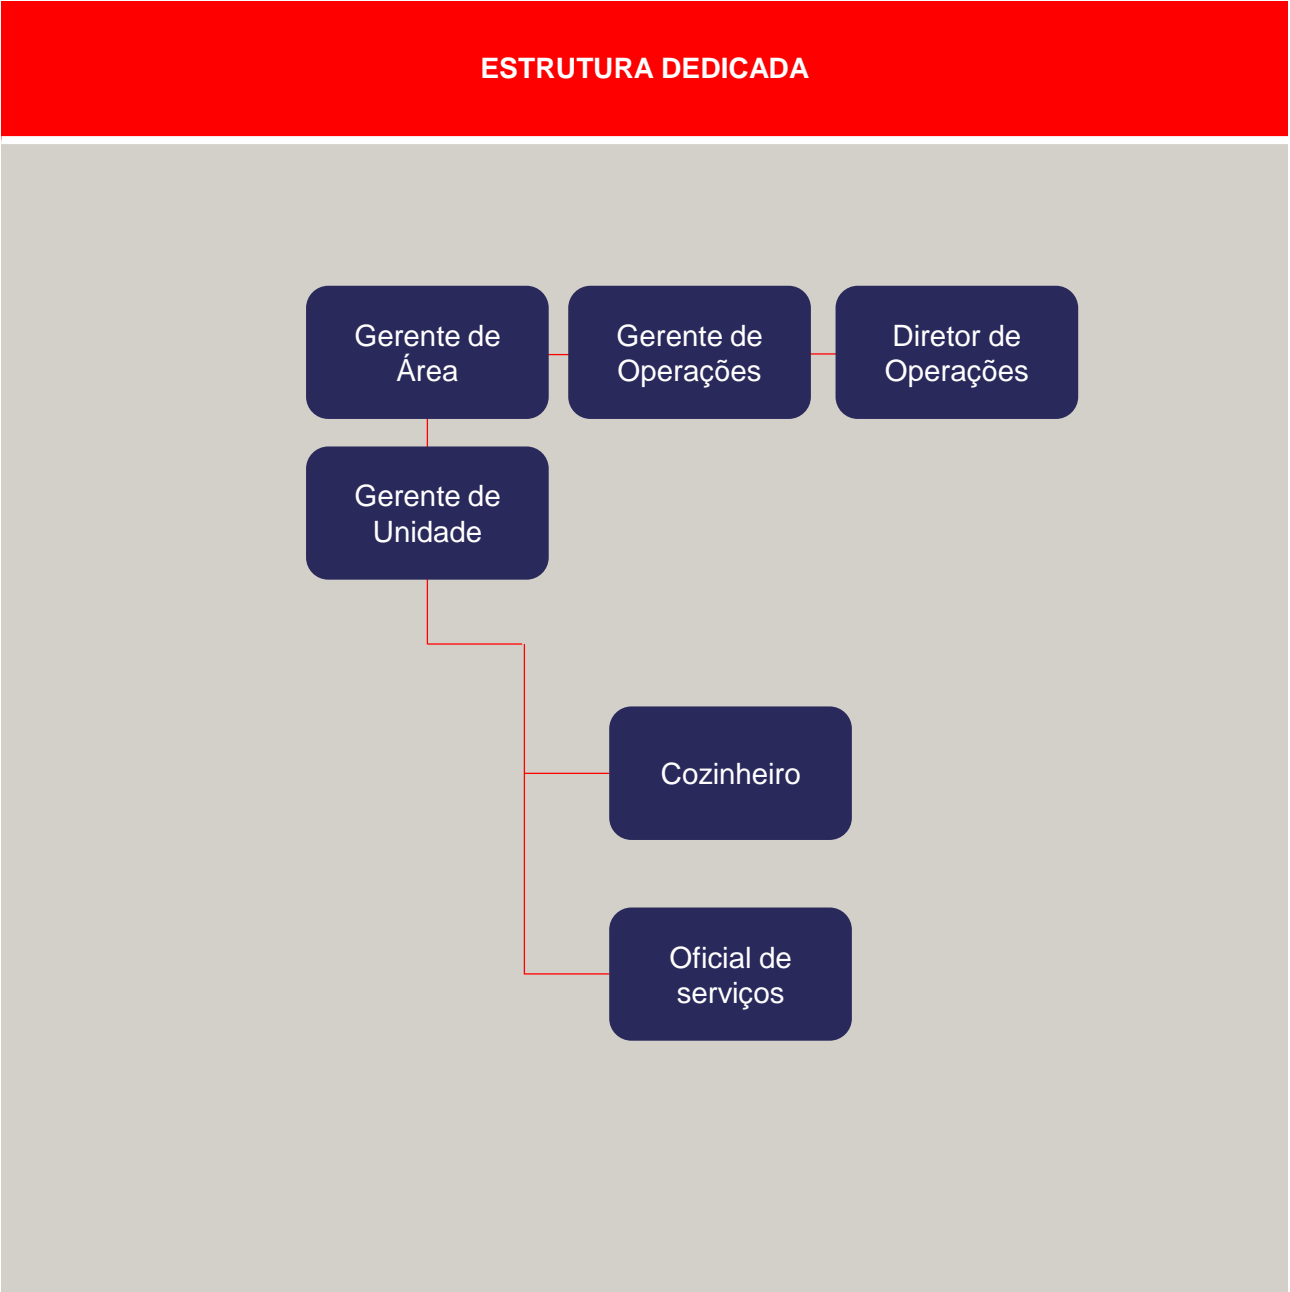 ESTRUTURA DEDICADA
Gerente de
Área
Gerente de
Operações
Diretor de
Operações
Gerente de
Unidade
Cozinheiro
Oficial de
serviços